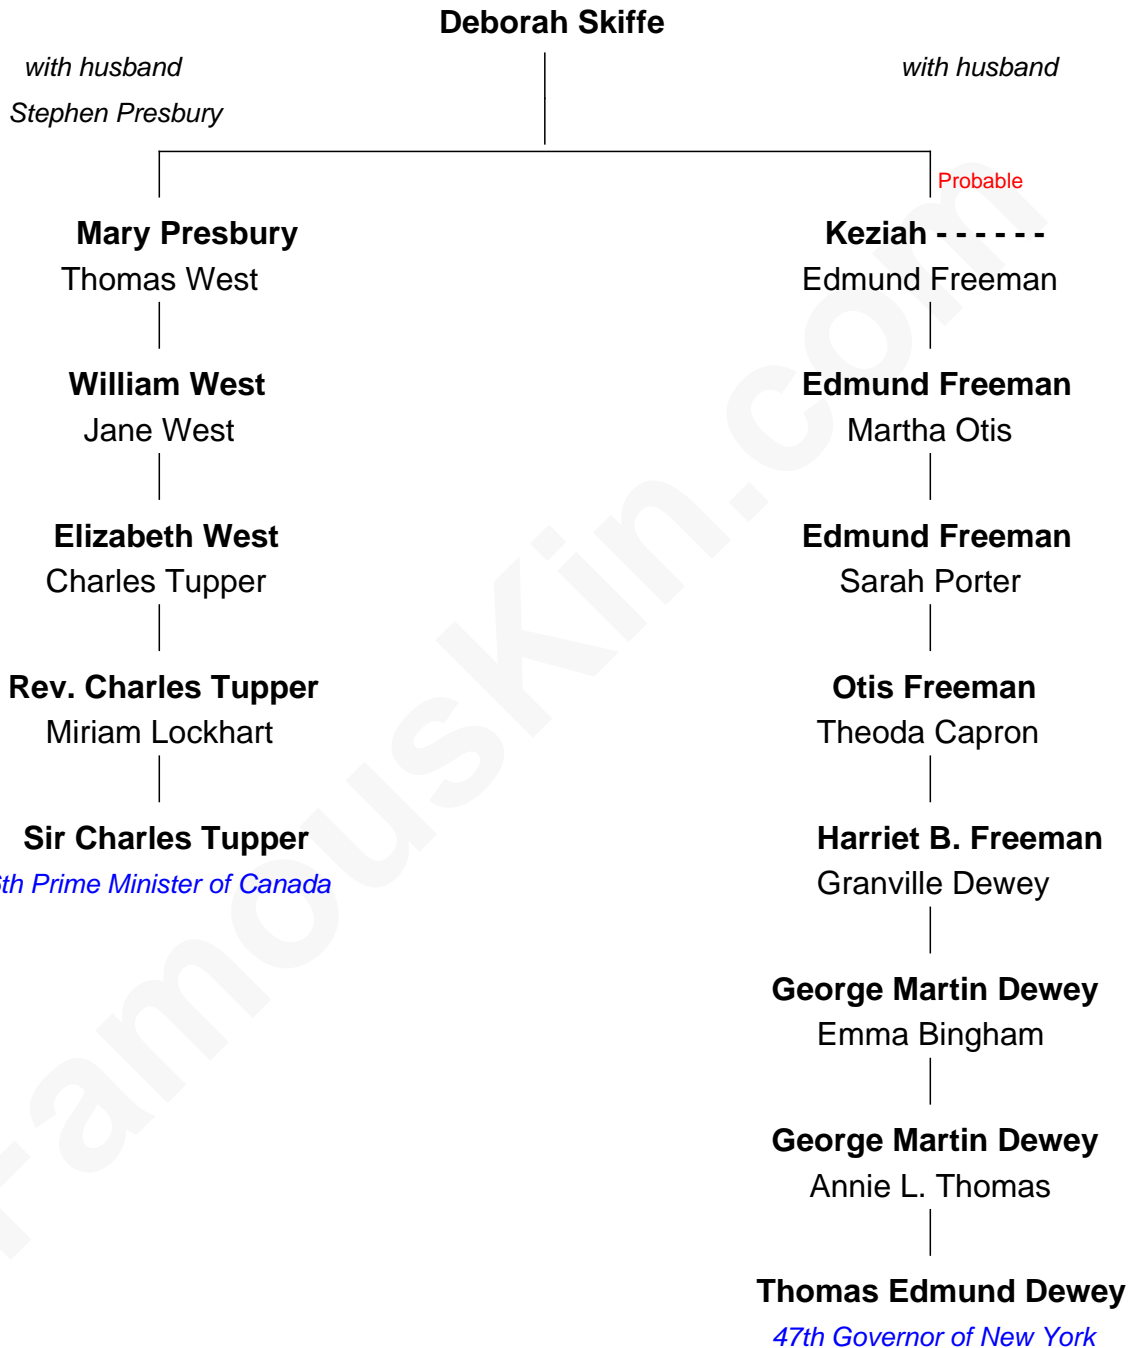 Deborah Skiffe
with husband
Stephen Presbury
with husband
Probable
Mary Presbury
Thomas West
William West
Jane West
Elizabeth West
Charles Tupper
Rev. Charles Tupper
Miriam Lockhart
Sir Charles Tupper
6th Prime Minister of Canada
Keziah - - - - - -
Edmund Freeman
Edmund Freeman
Martha Otis
Edmund Freeman
Sarah Porter
Otis Freeman
Theoda Capron
Harriet B. Freeman
Granville Dewey
George Martin Dewey
Emma Bingham
George Martin Dewey
Annie L. Thomas
Thomas Edmund Dewey
47th Governor of New York
FamousKin.com